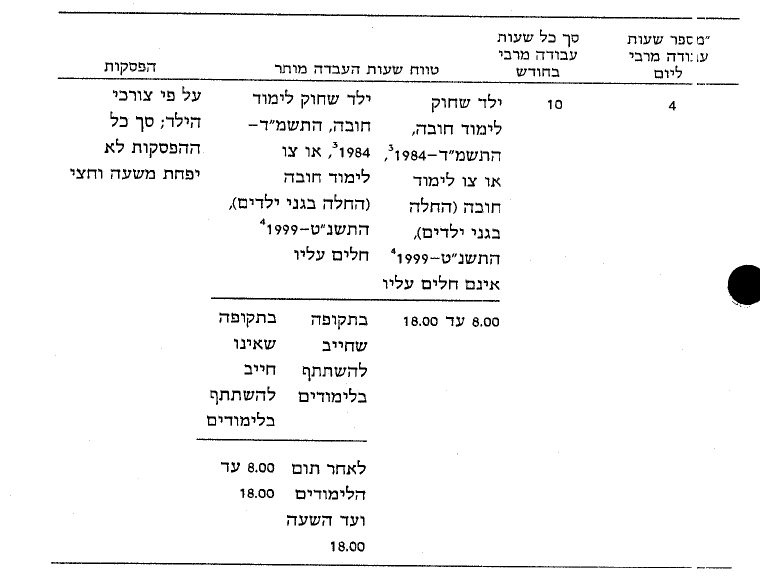 ״מספר שעות עבודה מרבי ליום
סך כל שעות עבודה מרבי בחודש
טווח שעות העבדה מותר
הפסקות
4
10
ילד שחוק
לימוד חובה,
התשמ״ד–1984³,
או צו לימוד
חובה (החלה
בגני ילדים),
התשנ״ט–1999⁴
אינם חלים עליו
ילד שחוק לימוד
חובה, התשמ״ד–
1984³, או צו
לימוד חובה
(החלה בגני ילדים),
התשנ״ט–1999⁴
חלים עליו
על פי צורכי
הילד; סך כל
ההפסקות לא
יפחת משעה וחצי
8.00 עד 18.00
בתקופה
שחייב
להשתתף
בלימודים
בתקופה
שאינו
חייב
להשתתף
בלימודים
לאחר תום
הלימודים
ועד השעה
18.00
8.00 עד
18.00